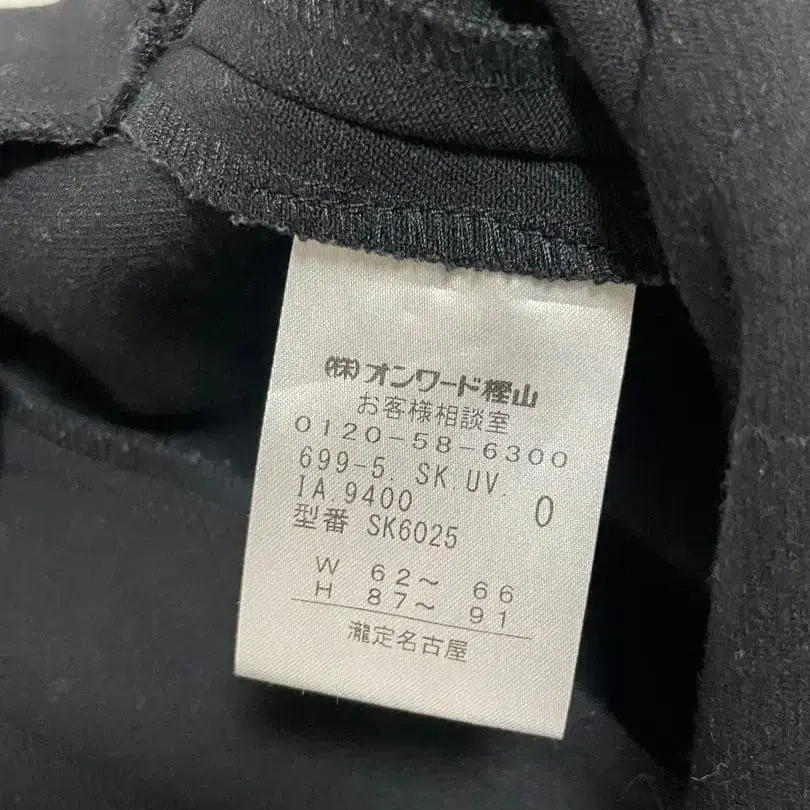 (株)オンワード樫山
お客様相談室
0120-58-6300
699-5. SK.UV. 0
IA.9400
型番 SK6025
W 62〜 66
H 87〜 91
瀧定名古屋